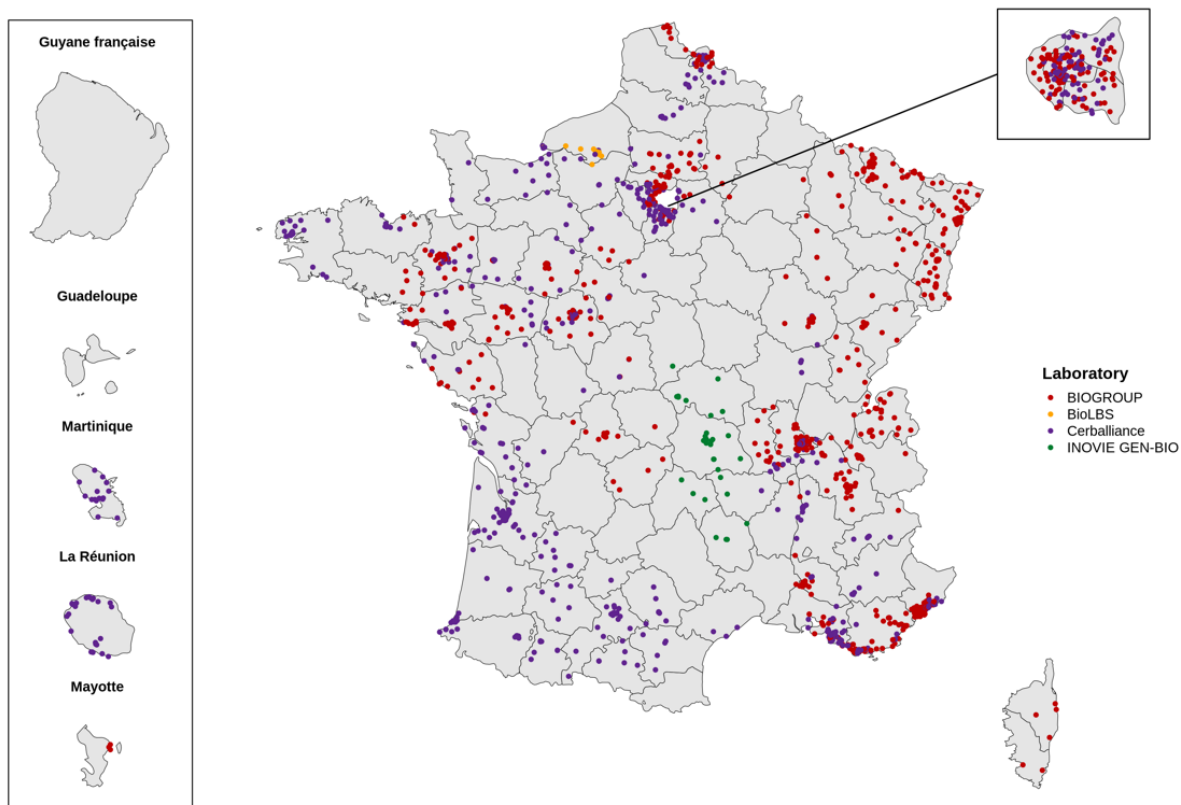 Guyane française
Guadeloupe
Martinique
La Réunion
Mayotte
Laboratory
BIOGROUP
BioLBS
Cerballiance
INOVIE GEN-BIO